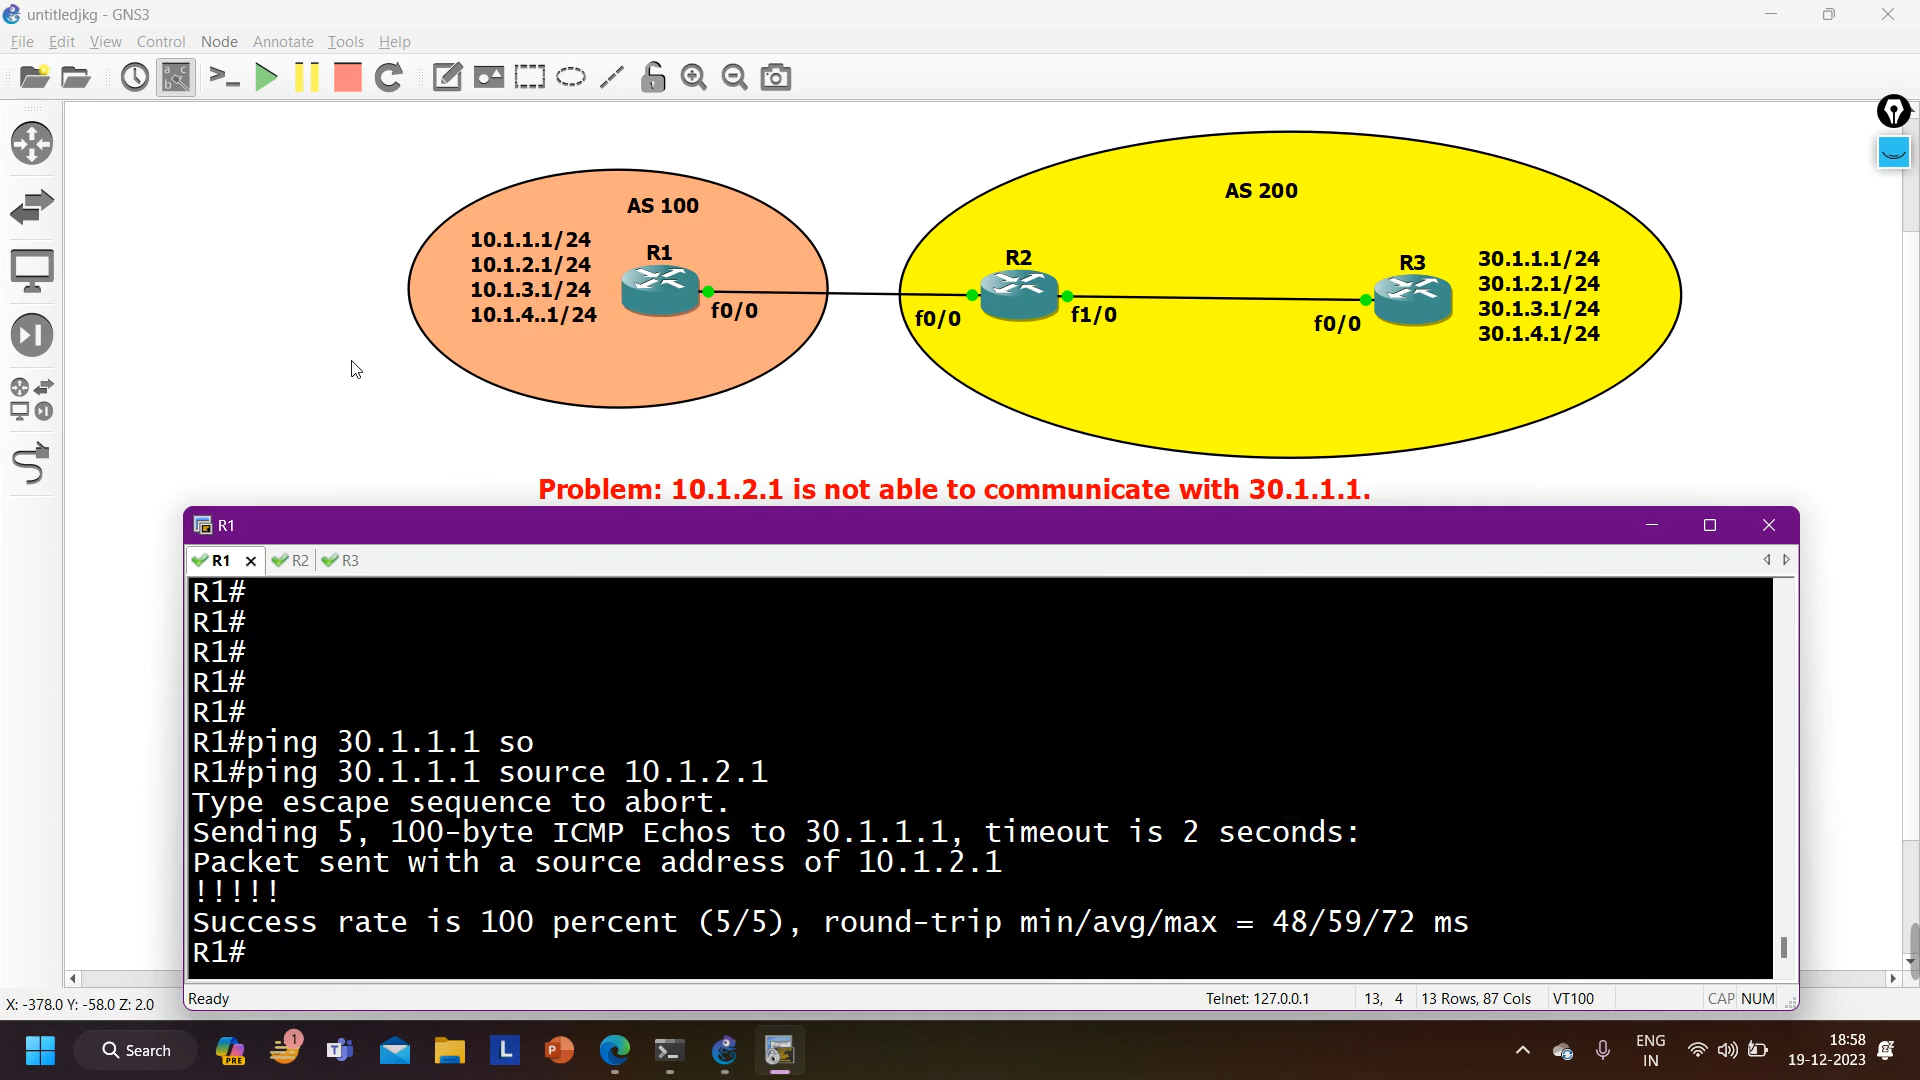 untitledjkg - GNS3
File Edit View Control Node Annotate Tools Help
AS 100
10.1.1.1/24
10.1.2.1/24
10.1.3.1/24
10.1.4..1/24
R1
f0/0
AS 200
R2
f0/0
f1/0
R3
f0/0
30.1.1.1/24
30.1.2.1/24
30.1.3.1/24
30.1.4.1/24
Problem: 10.1.2.1 is not able to communicate with 30.1.1.1.
R1
R1 R2 R3
R1#
R1#
R1#
R1#
R1#
R1#ping 30.1.1.1 so
R1#ping 30.1.1.1 source 10.1.2.1
Type escape sequence to abort.
Sending 5, 100-byte ICMP Echos to 30.1.1.1, timeout is 2 seconds:
Packet sent with a source address of 10.1.2.1
!!!!!
Success rate is 100 percent (5/5), round-trip min/avg/max = 48/59/72 ms
R1#
Ready Telnet: 127.0.0.1 13, 4 13 Rows, 87 Cols VT100 CAP NUM
X: -378.0 Y: -58.0 Z: 2.0
Search
PRE
1
L
ENG
IN
18:58
19-12-2023